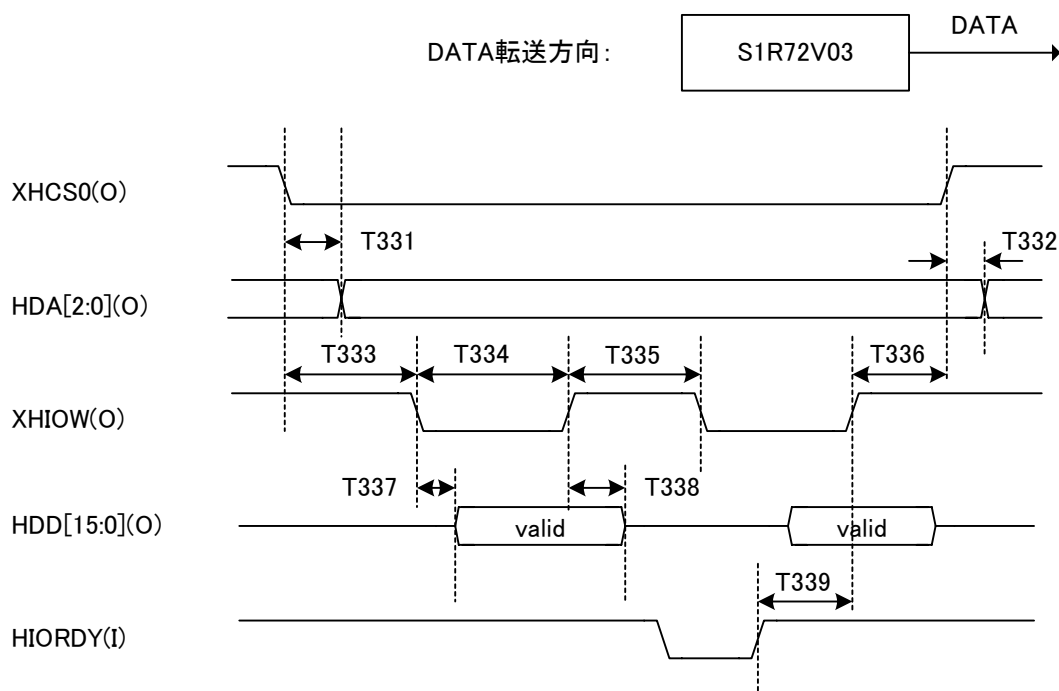 DATA
DATA転送方向:
S1R72V03
XHCS0(O)
T331
T332
HDA[2:0](O)
T333
T334
T335
T336
XHIOW(O)
T337
T338
HDD[15:0](O)
valid
valid
T339
HIORDY(I)